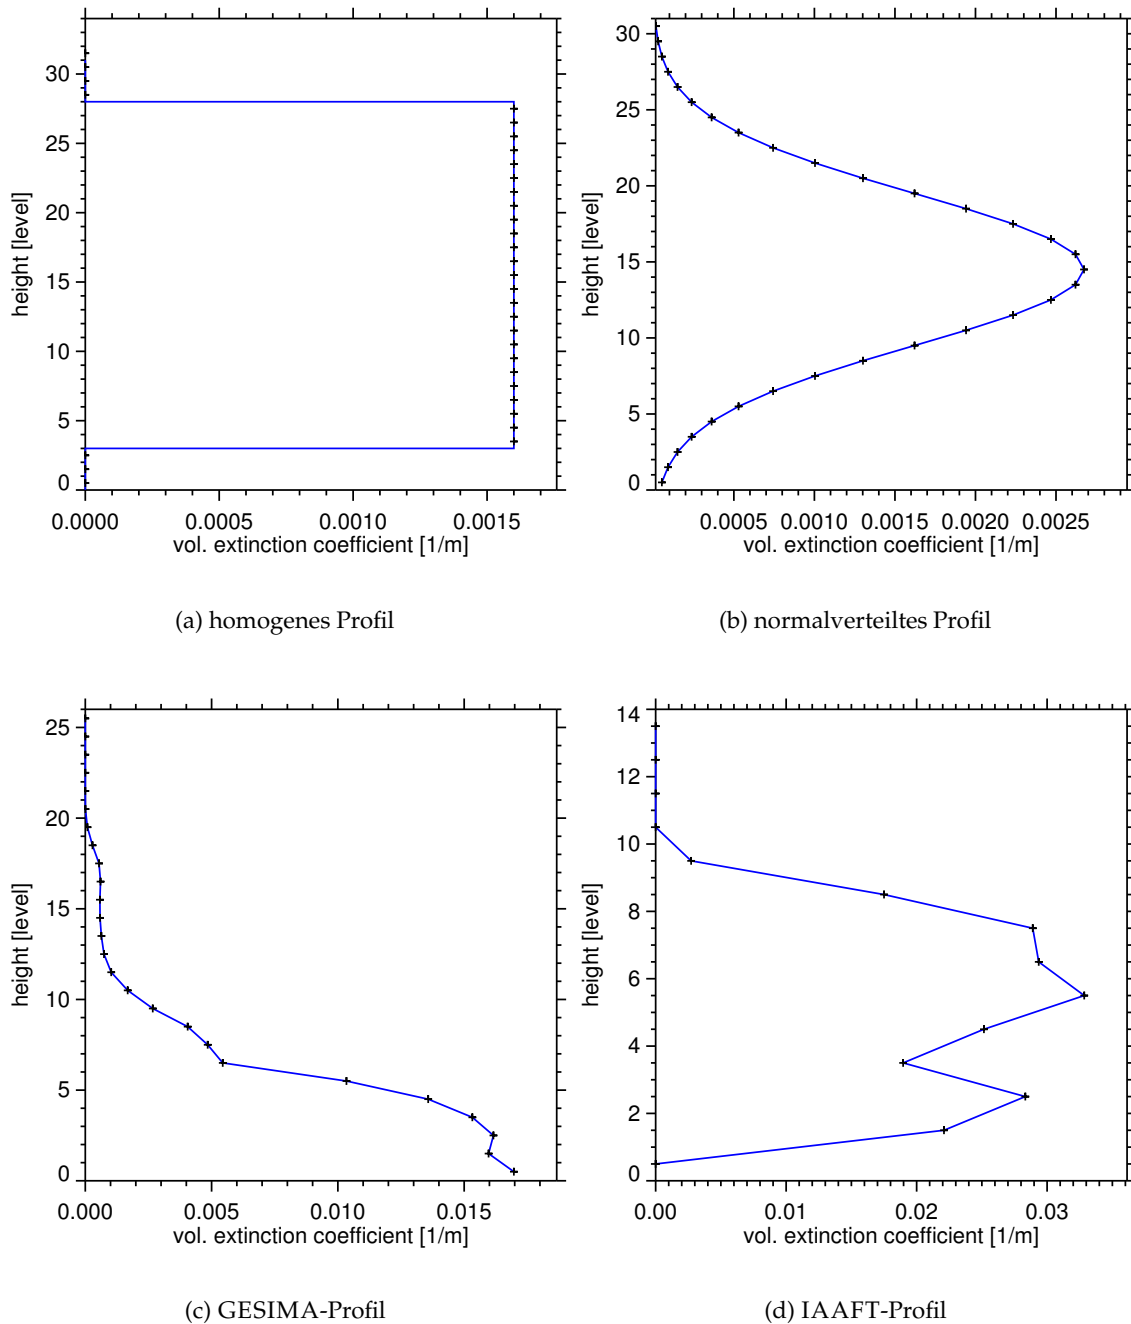 30
25
20
15
10
5
0
height [level]
0.0000 0.0005 0.0010 0.0015
vol. extinction coefficient [1/m]
(a) homogenes Profil
30
25
20
15
10
5
0
height [level]
0.0005 0.0010 0.0015 0.0020 0.0025
vol. extinction coefficient [1/m]
(b) normalverteiltes Profil
25
20
15
10
5
0
height [level]
0.000 0.005 0.010 0.015
vol. extinction coefficient [1/m]
(c) GESIMA-Profil
14
12
10
8
6
4
2
0
height [level]
0.00 0.01 0.02 0.03
vol. extinction coefficient [1/m]
(d) IAAFT-Profil